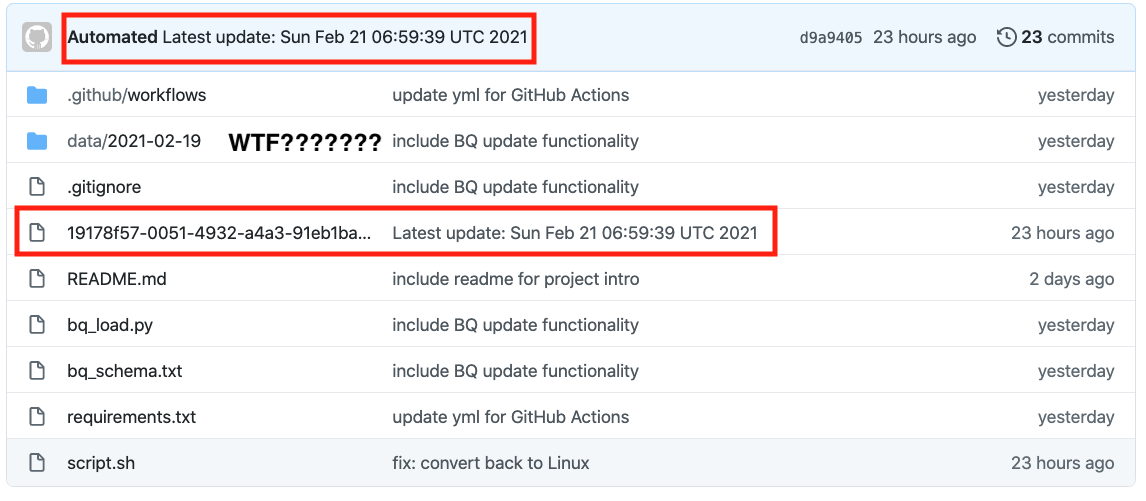 Automated Latest update: Sun Feb 21 06:59:39 UTC 2021 d9a9405 23 hours ago 23 commits
.github/workflows update yml for GitHub Actions yesterday
data/2021-02-19 WTF??????? include BQ update functionality yesterday
.gitignore include BQ update functionality yesterday
19178f57-0051-4932-a4a3-91eb1ba... Latest update: Sun Feb 21 06:59:39 UTC 2021 23 hours ago
README.md include readme for project intro 2 days ago
bq_load.py include BQ update functionality yesterday
bq_schema.txt include BQ update functionality yesterday
requirements.txt update yml for GitHub Actions yesterday
script.sh fix: convert back to Linux 23 hours ago